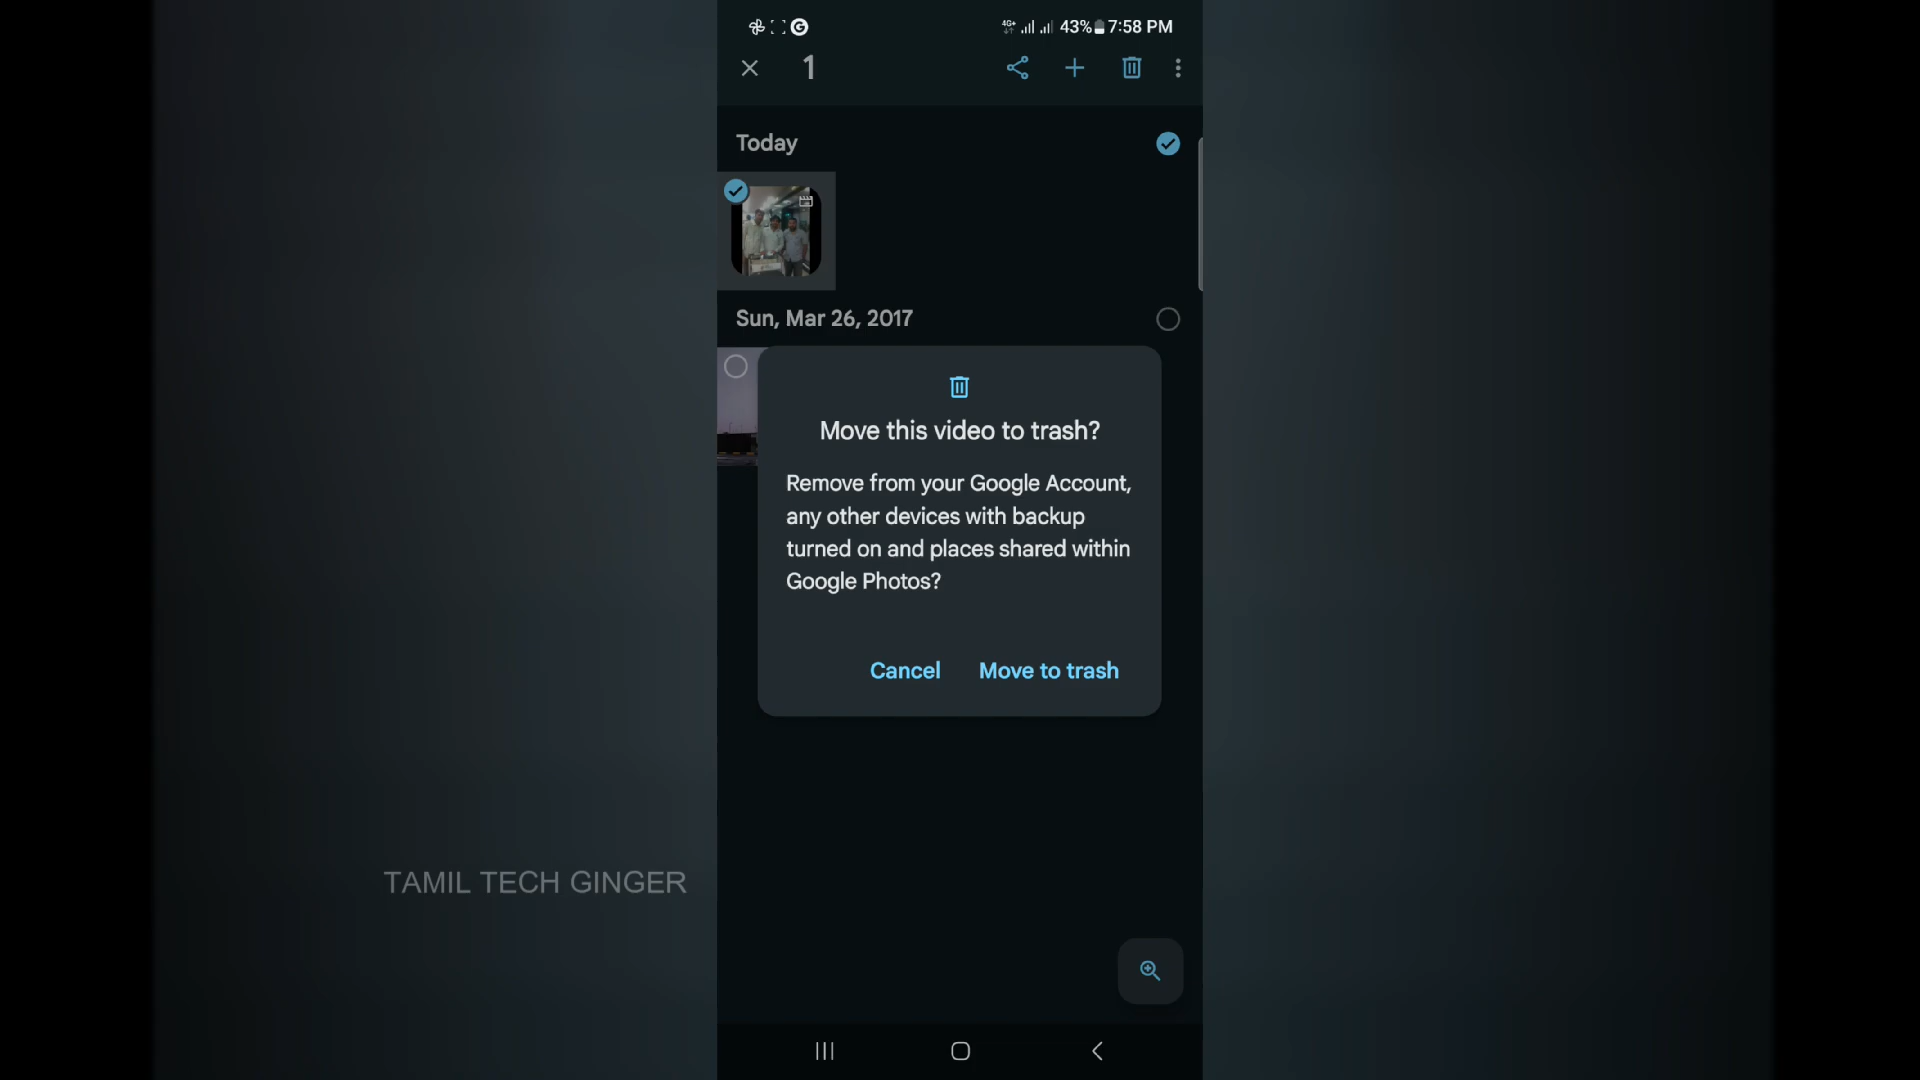 43% 7:58 PM
1
Today
Sun, Mar 26, 2017
Move this video to trash?
Remove from your Google Account,
any other devices with backup
turned on and places shared within
Google Photos?
Cancel Move to trash
TAMIL TECH GINGER